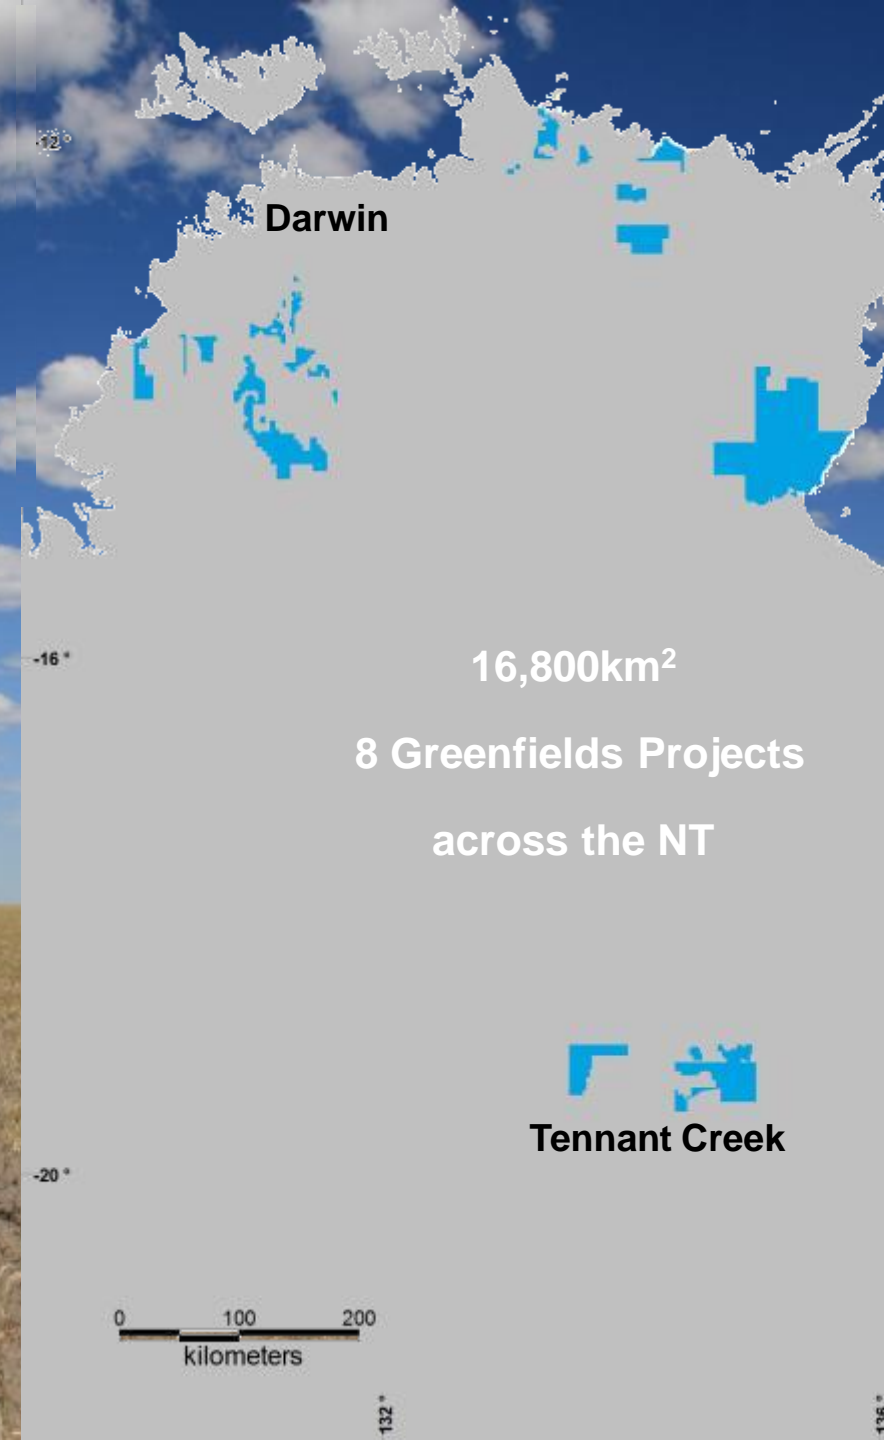 -12°
Darwin
-16°
16,800km²
8 Greenfields Projects
across the NT
Tennant Creek
-20°
0 100 200
kilometers
132°
136°